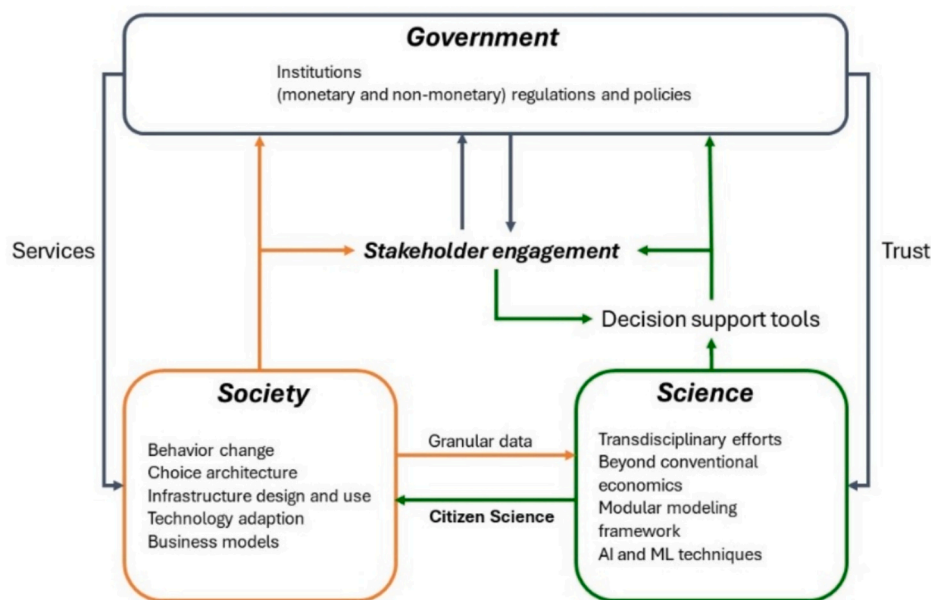 Government
Institutions
(monetary and non-monetary) regulations and policies
Services
Stakeholder engagement
Trust
Decision support tools
Society
Behavior change
Choice architecture
Infrastructure design and use
Technology adaption
Business models
Granular data
Citizen Science
Science
Transdisciplinary efforts
Beyond conventional
economics
Modular modeling
framework
AI and ML techniques